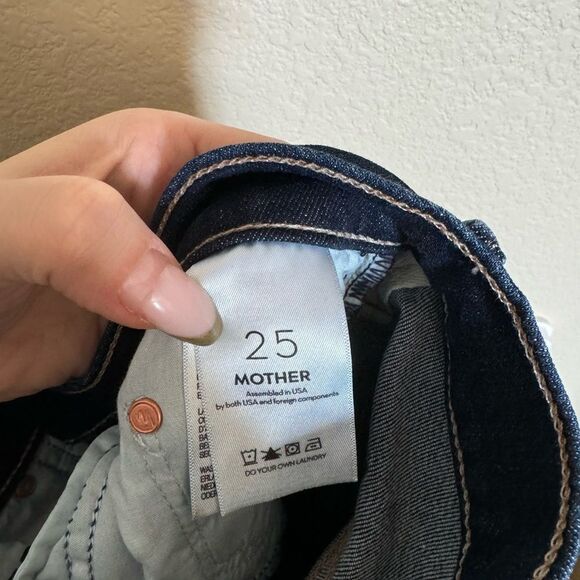 25
MOTHER
Assembled in USA
by both USA and foreign components
DO YOUR OWN LAUNDRY